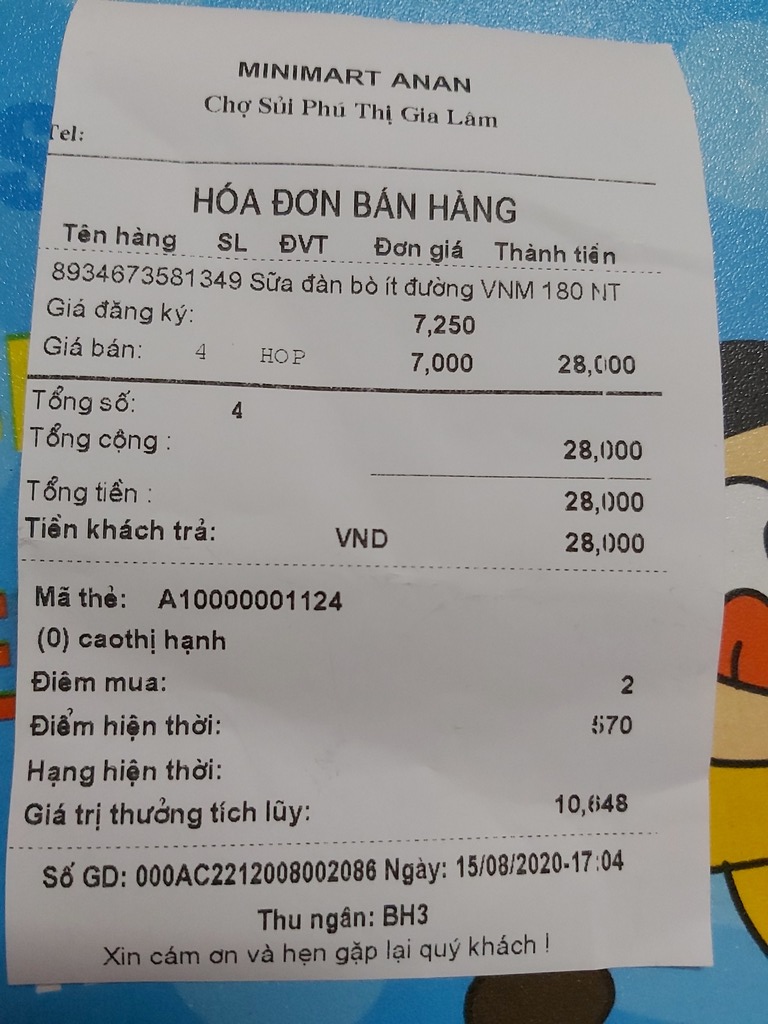 MINIMART ANAN
Chợ Sủi Phú Thị Gia Lâm
Tel:
HÓA ĐƠN BÁN HÀNG
Tên hàng SL ĐVT Đơn giá Thành tiền
8934673581349 Sữa đàn bò ít đường VNM 180 NT
Giá đăng ký: 7,250
Giá bán: 4 HOP 7,000 28,000
Tổng số: 4
Tổng cộng : 28,000
Tổng tiền : 28,000
Tiền khách trả: VND 28,000
Mã thẻ: A10000001124
(0) caothị hạnh
Điêm mua: 2
Điểm hiện thời: 570
Hạng hiện thời:
Giá trị thưởng tích lũy: 10,648
Số GD: 000AC2212008002086 Ngày: 15/08/2020-17:04
Thu ngân: BH3
Xin cám ơn và hẹn gặp lại quý khách !